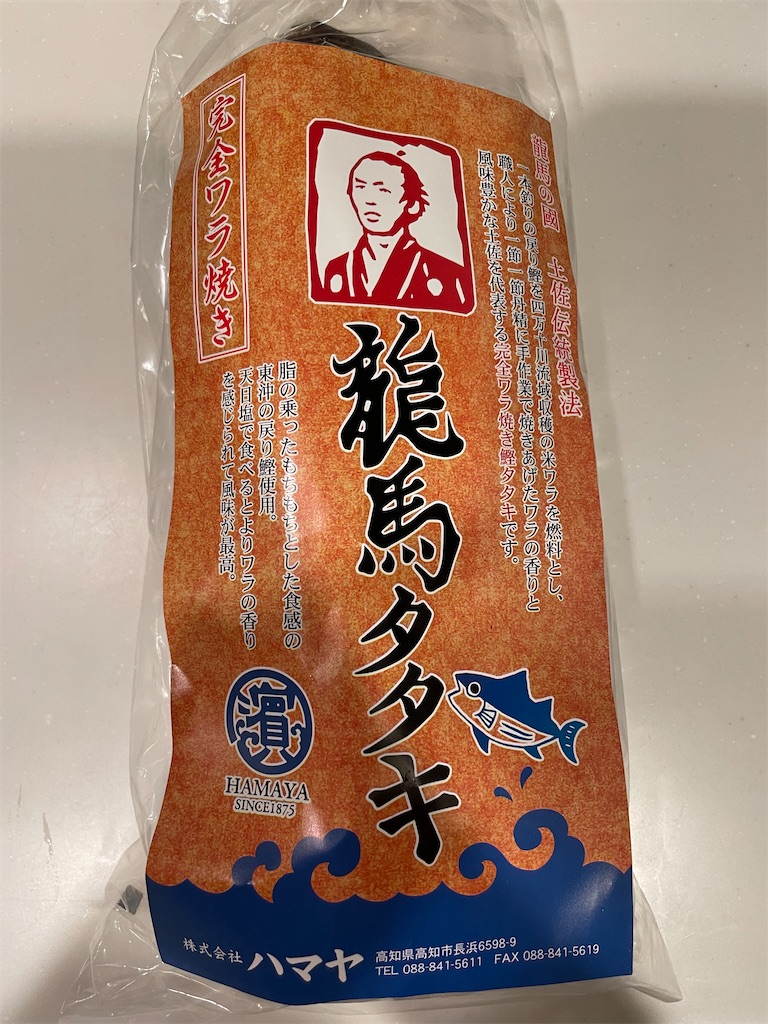 龍馬の國 土佐伝統製法
一本釣りの戻り鰹を四万十川流域収穫の米ワラを燃料とし、
職人により一節一節丹精に手作業で焼きあげたワラの香りと
風味豊かな土佐を代表する完全ワラ焼き鰹タタキです。
龍馬タタキ
完全ワラ焼き
脂の乗ったもちもちとした食感の
東沖の戻り鰹使用。
天日塩で食べるとよりワラの香り
を感じられて風味が最高。
濵
HAMAYA
SINCE1875
株式会社ハマヤ
高知県高知市長浜6598-9
TEL 088-841-5611 FAX 088-841-5619